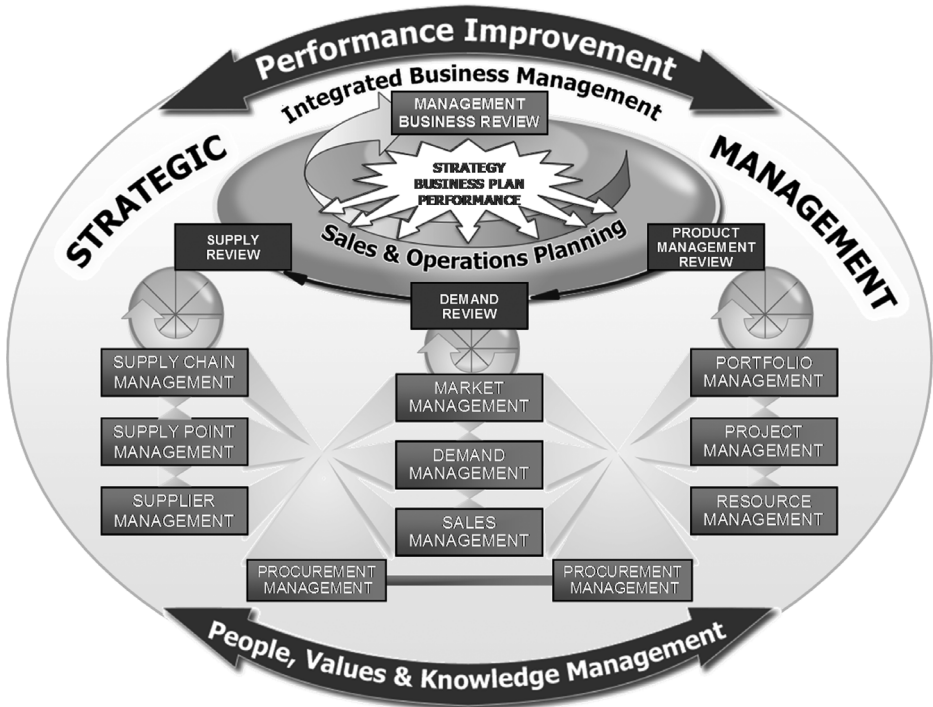 Performance Improvement
Integrated Business Management
MANAGEMENT
BUSINESS REVIEW
STRATEGIC
MANAGEMENT
STRATEGY
BUSINESS PLAN
PERFORMANCE
Sales & Operations Planning
SUPPLY
REVIEW
PRODUCT
MANAGEMENT
REVIEW
DEMAND
REVIEW
SUPPLY CHAIN
MANAGEMENT
MARKET
MANAGEMENT
PORTFOLIO
MANAGEMENT
SUPPLY POINT
MANAGEMENT
DEMAND
MANAGEMENT
PROJECT
MANAGEMENT
SUPPLIER
MANAGEMENT
SALES
MANAGEMENT
RESOURCE
MANAGEMENT
PROCUREMENT
MANAGEMENT
PROCUREMENT
MANAGEMENT
People, Values & Knowledge Management